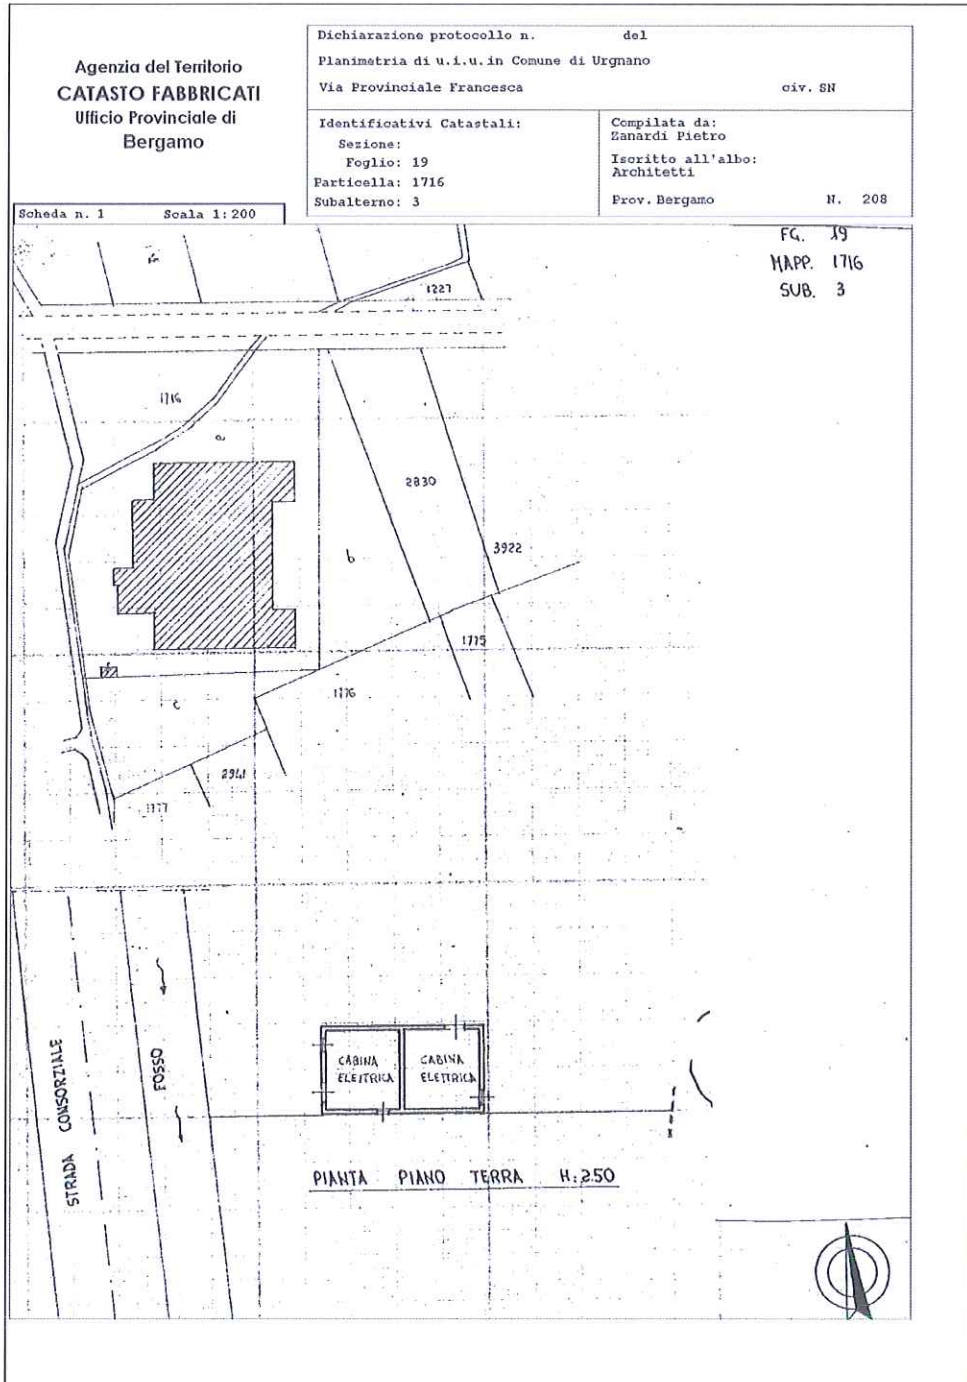 Agenzia del Territorio
CATASTO FABBRICATI
Ufficio Provinciale di
Bergamo
Scheda n. 1 Scala 1:200
Dichiarazione protocollo n. del
Planimetria di u.i.u. in Comune di Urgnano
Via Provinciale Francesca civ. SN
Identificativi Catastali:
Sezione:
Foglio: 19
Particella: 1716
Subalterno: 3
Compilata da:
Zanardi Pietro
Iscritto all'albo:
Architetti
Prov. Bergamo N. 208
FG. 19
MAPP. 1716
SUB. 3
1227
1716
a
2830
3922
b
1775
1776
c
2941
1777
STRADA CONSORZIALE
FOSSO
CABINA
ELETTRICA
CABINA
ELETTRICA
PIANTA PIANO TERRA H: 2.50